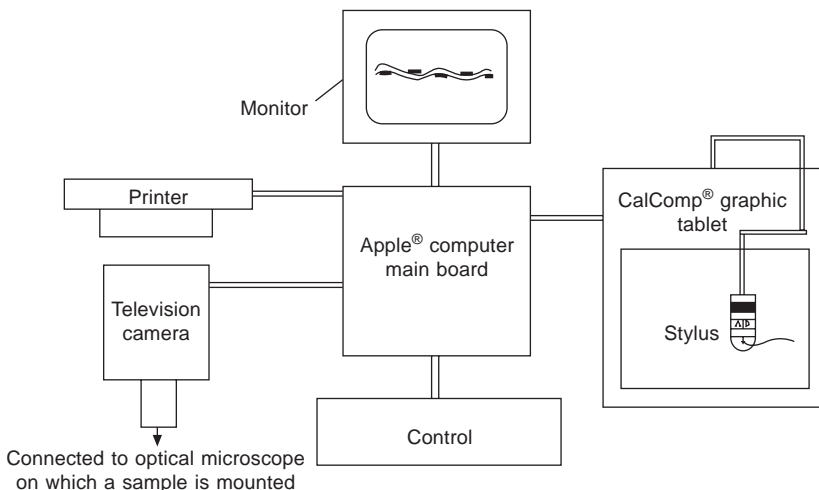 Monitor
Printer
Apple® computer
main board
CalComp® graphic
tablet
Television
camera
Stylus
Control
Connected to optical microscope
on which a sample is mounted